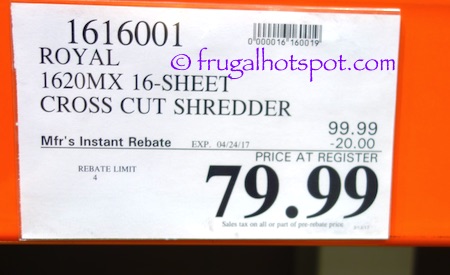 1616001
0000016160019
© frugalhotspot.com
ROYAL
1620MX 16-SHEET
CROSS CUT SHREDDER
99.99
Mfr's Instant Rebate EXP. 04/24/17 -20.00
PRICE AT REGISTER
REBATE LIMIT
4
79.99
Sales tax on all or part of pre-rebate price